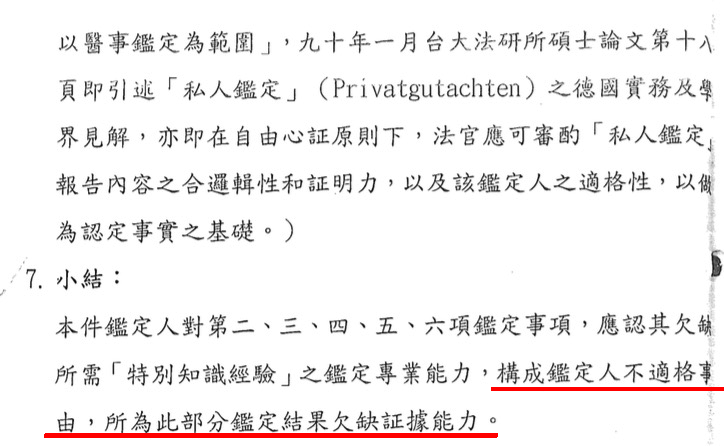 以醫事鑑定為範圍」，九十年一月台大法研所碩士論文第十八
頁即引述「私人鑑定」（Privatgutachten）之德國實務及學
界見解，亦即在自由心証原則下，法官應可審酌「私人鑑定」
報告內容之合邏輯性和証明力，以及該鑑定人之適格性，以做
為認定事實之基礎。）
7. 小結：
本件鑑定人對第二、三、四、五、六項鑑定事項，應認其欠缺
所需「特別知識經驗」之鑑定專業能力，構成鑑定人不適格事
由，所為此部分鑑定結果欠缺証據能力。